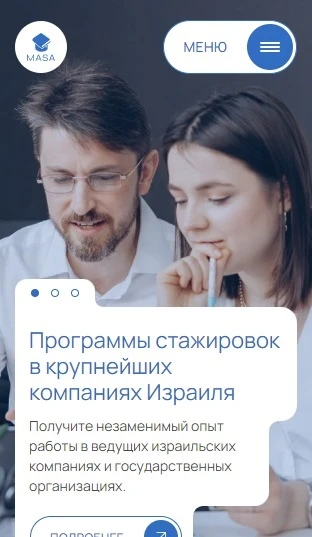 MASA
МЕНЮ
Программы стажировок
в крупнейших
компаниях Израиля
Получите незаменимый опыт
работы в ведущих израильских
компаниях и государственных
организациях.
ПОДРОБНЕЕ